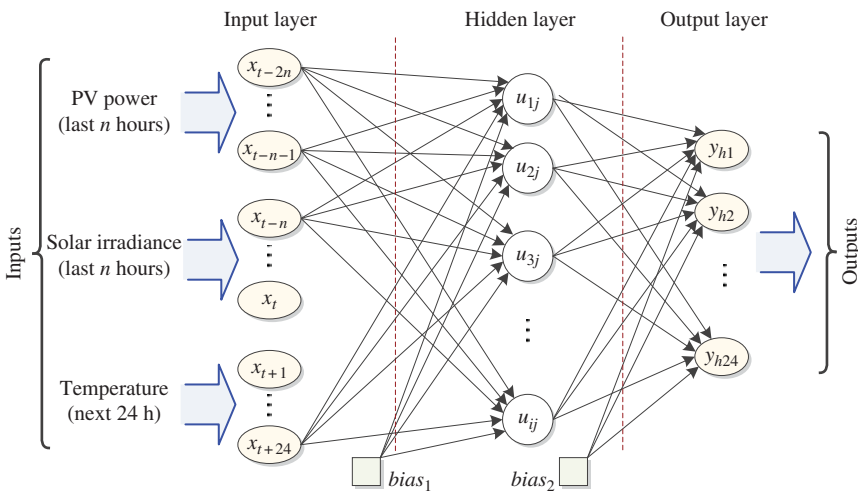 Input layer
Hidden layer
Output layer
Inputs
PV power
(last n hours)
Solar irradiance
(last n hours)
Temperature
(next 24 h)
x_{t−2n}
x_{t−n−1}
x_{t−n}
x_t
x_{t+1}
x_{t+24}
bias_1
u_{1j}
u_{2j}
u_{3j}
u_{ij}
bias_2
y_{h1}
y_{h2}
y_{h24}
Outputs